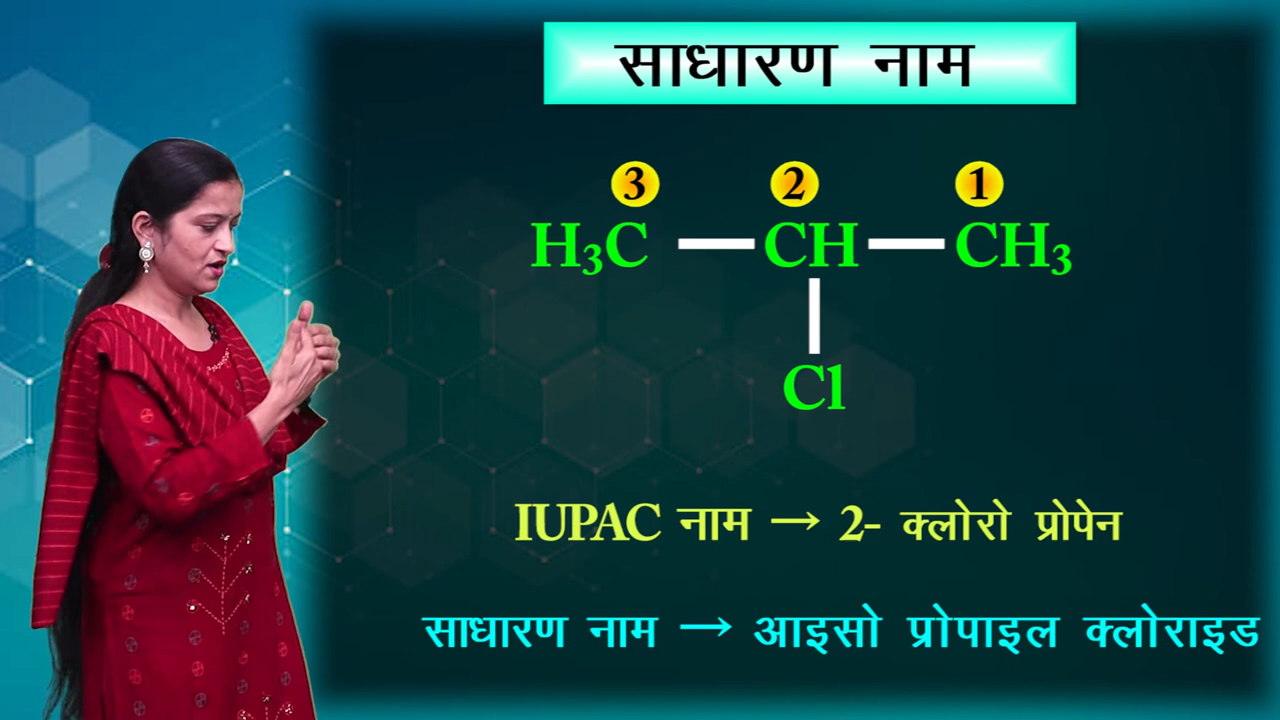 साधारण नाम
3 2 1
H₃C — CH — CH₃
Cl
IUPAC नाम → 2- क्लोरो प्रोपेन
साधारण नाम → आइसो प्रोपाइल क्लोराइड